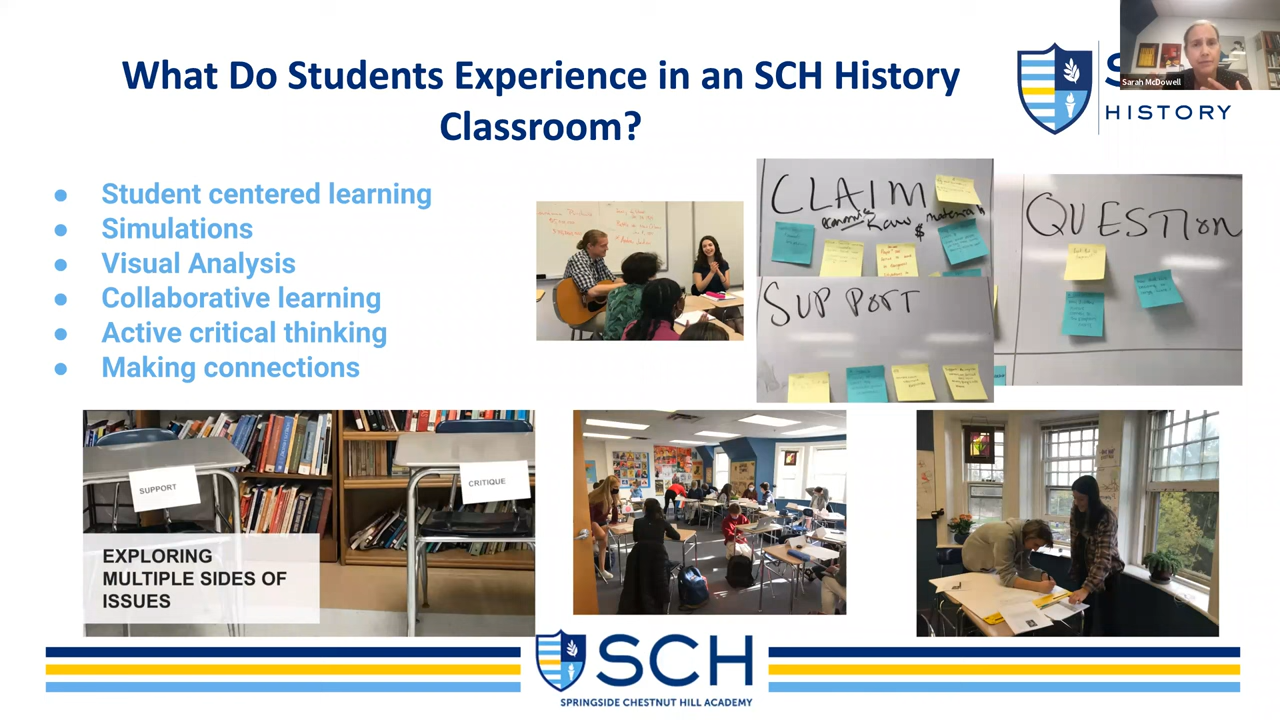 What Do Students Experience in an SCH History
Classroom?
HISTORY
Sarah McDowell
● Student centered learning
● Simulations
● Visual Analysis
● Collaborative learning
● Active critical thinking
● Making connections
CLAIM
economic
$
QUESTION
SUPPORT
SUPPORT
CRITIQUE
EXPLORING
MULTIPLE SIDES OF
ISSUES
SCH
SPRINGSIDE CHESTNUT HILL ACADEMY